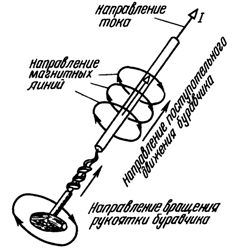 Направление
тока
I
Направление
магнитных
линий
Направление поступательного
движения буравчика
Направление вращения
рукоятки буравчика